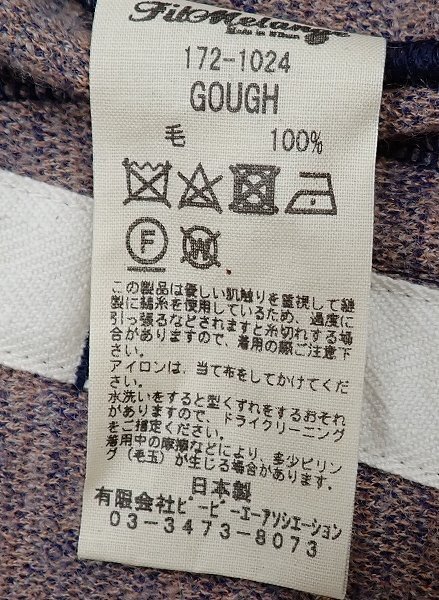 FilMelange
Made in Nihon
172-1024
GOUGH
毛 100%
F W
この製品は優しい肌触りを重視して縫
製に綿糸を使用しているため、過度に
引っ張るなどされますと糸切れする場
合がありますので、着用の際ご注意下
さい。
アイロンは、当て布をしてかけてくだ
さい。
水洗いをすると型くずれをするおそれ
がありますので、ドライクリーニング
をご指定ください。
着用中の摩擦などにより、多少ピリン
グ(毛玉)が生じる場合があります。
日本製
有限会社ビーピーエーアソシエーション
03-3473-8073